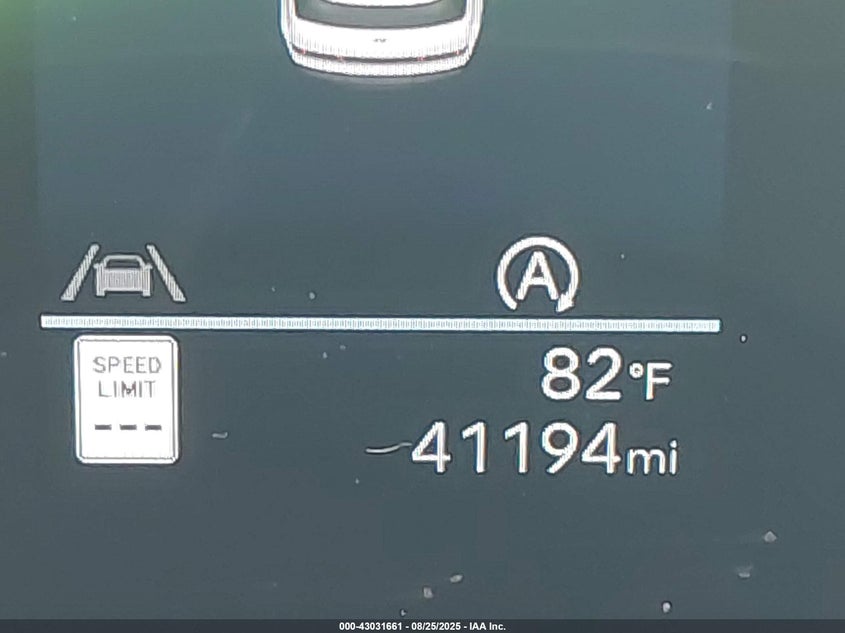 A
SPEED
LIMIT
---
82°F
41194mi
000-43031661 - 08/25/2025 - IAA Inc.